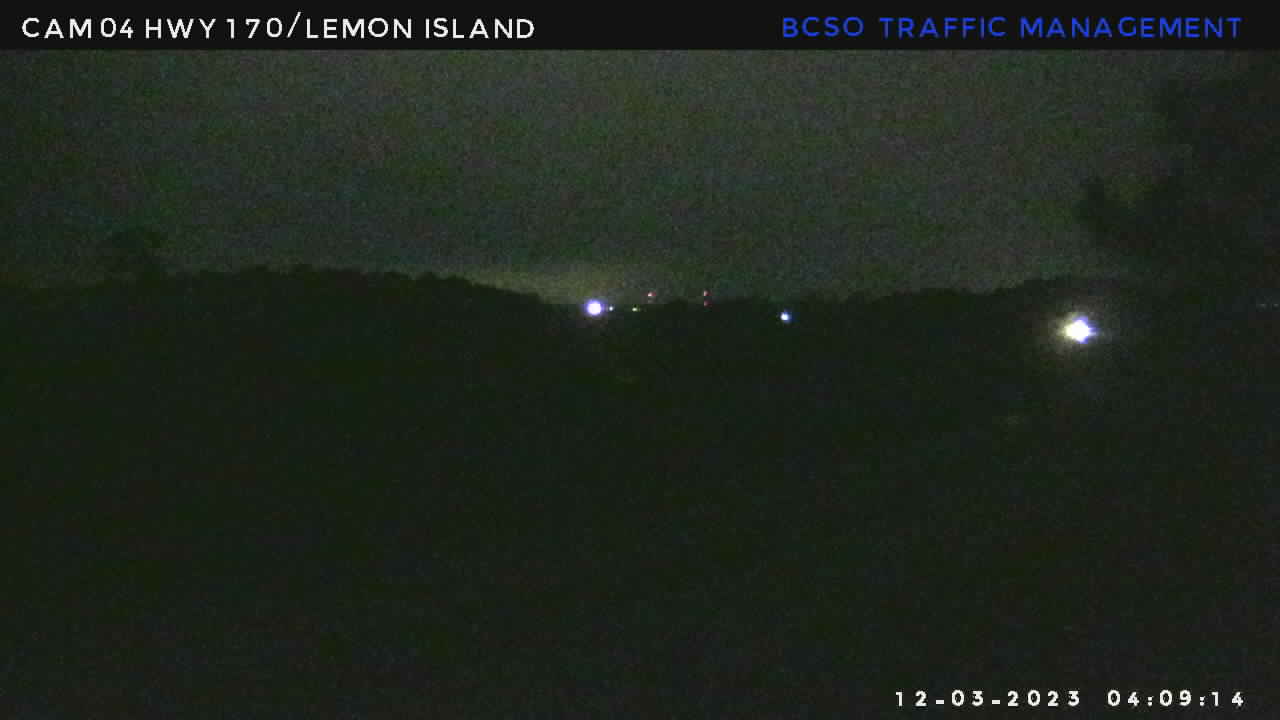 CAM04 HWY 170/LEMON ISLAND
BCSO TRAFFIC MANAGEMENT
12-03-2023 04:09:14